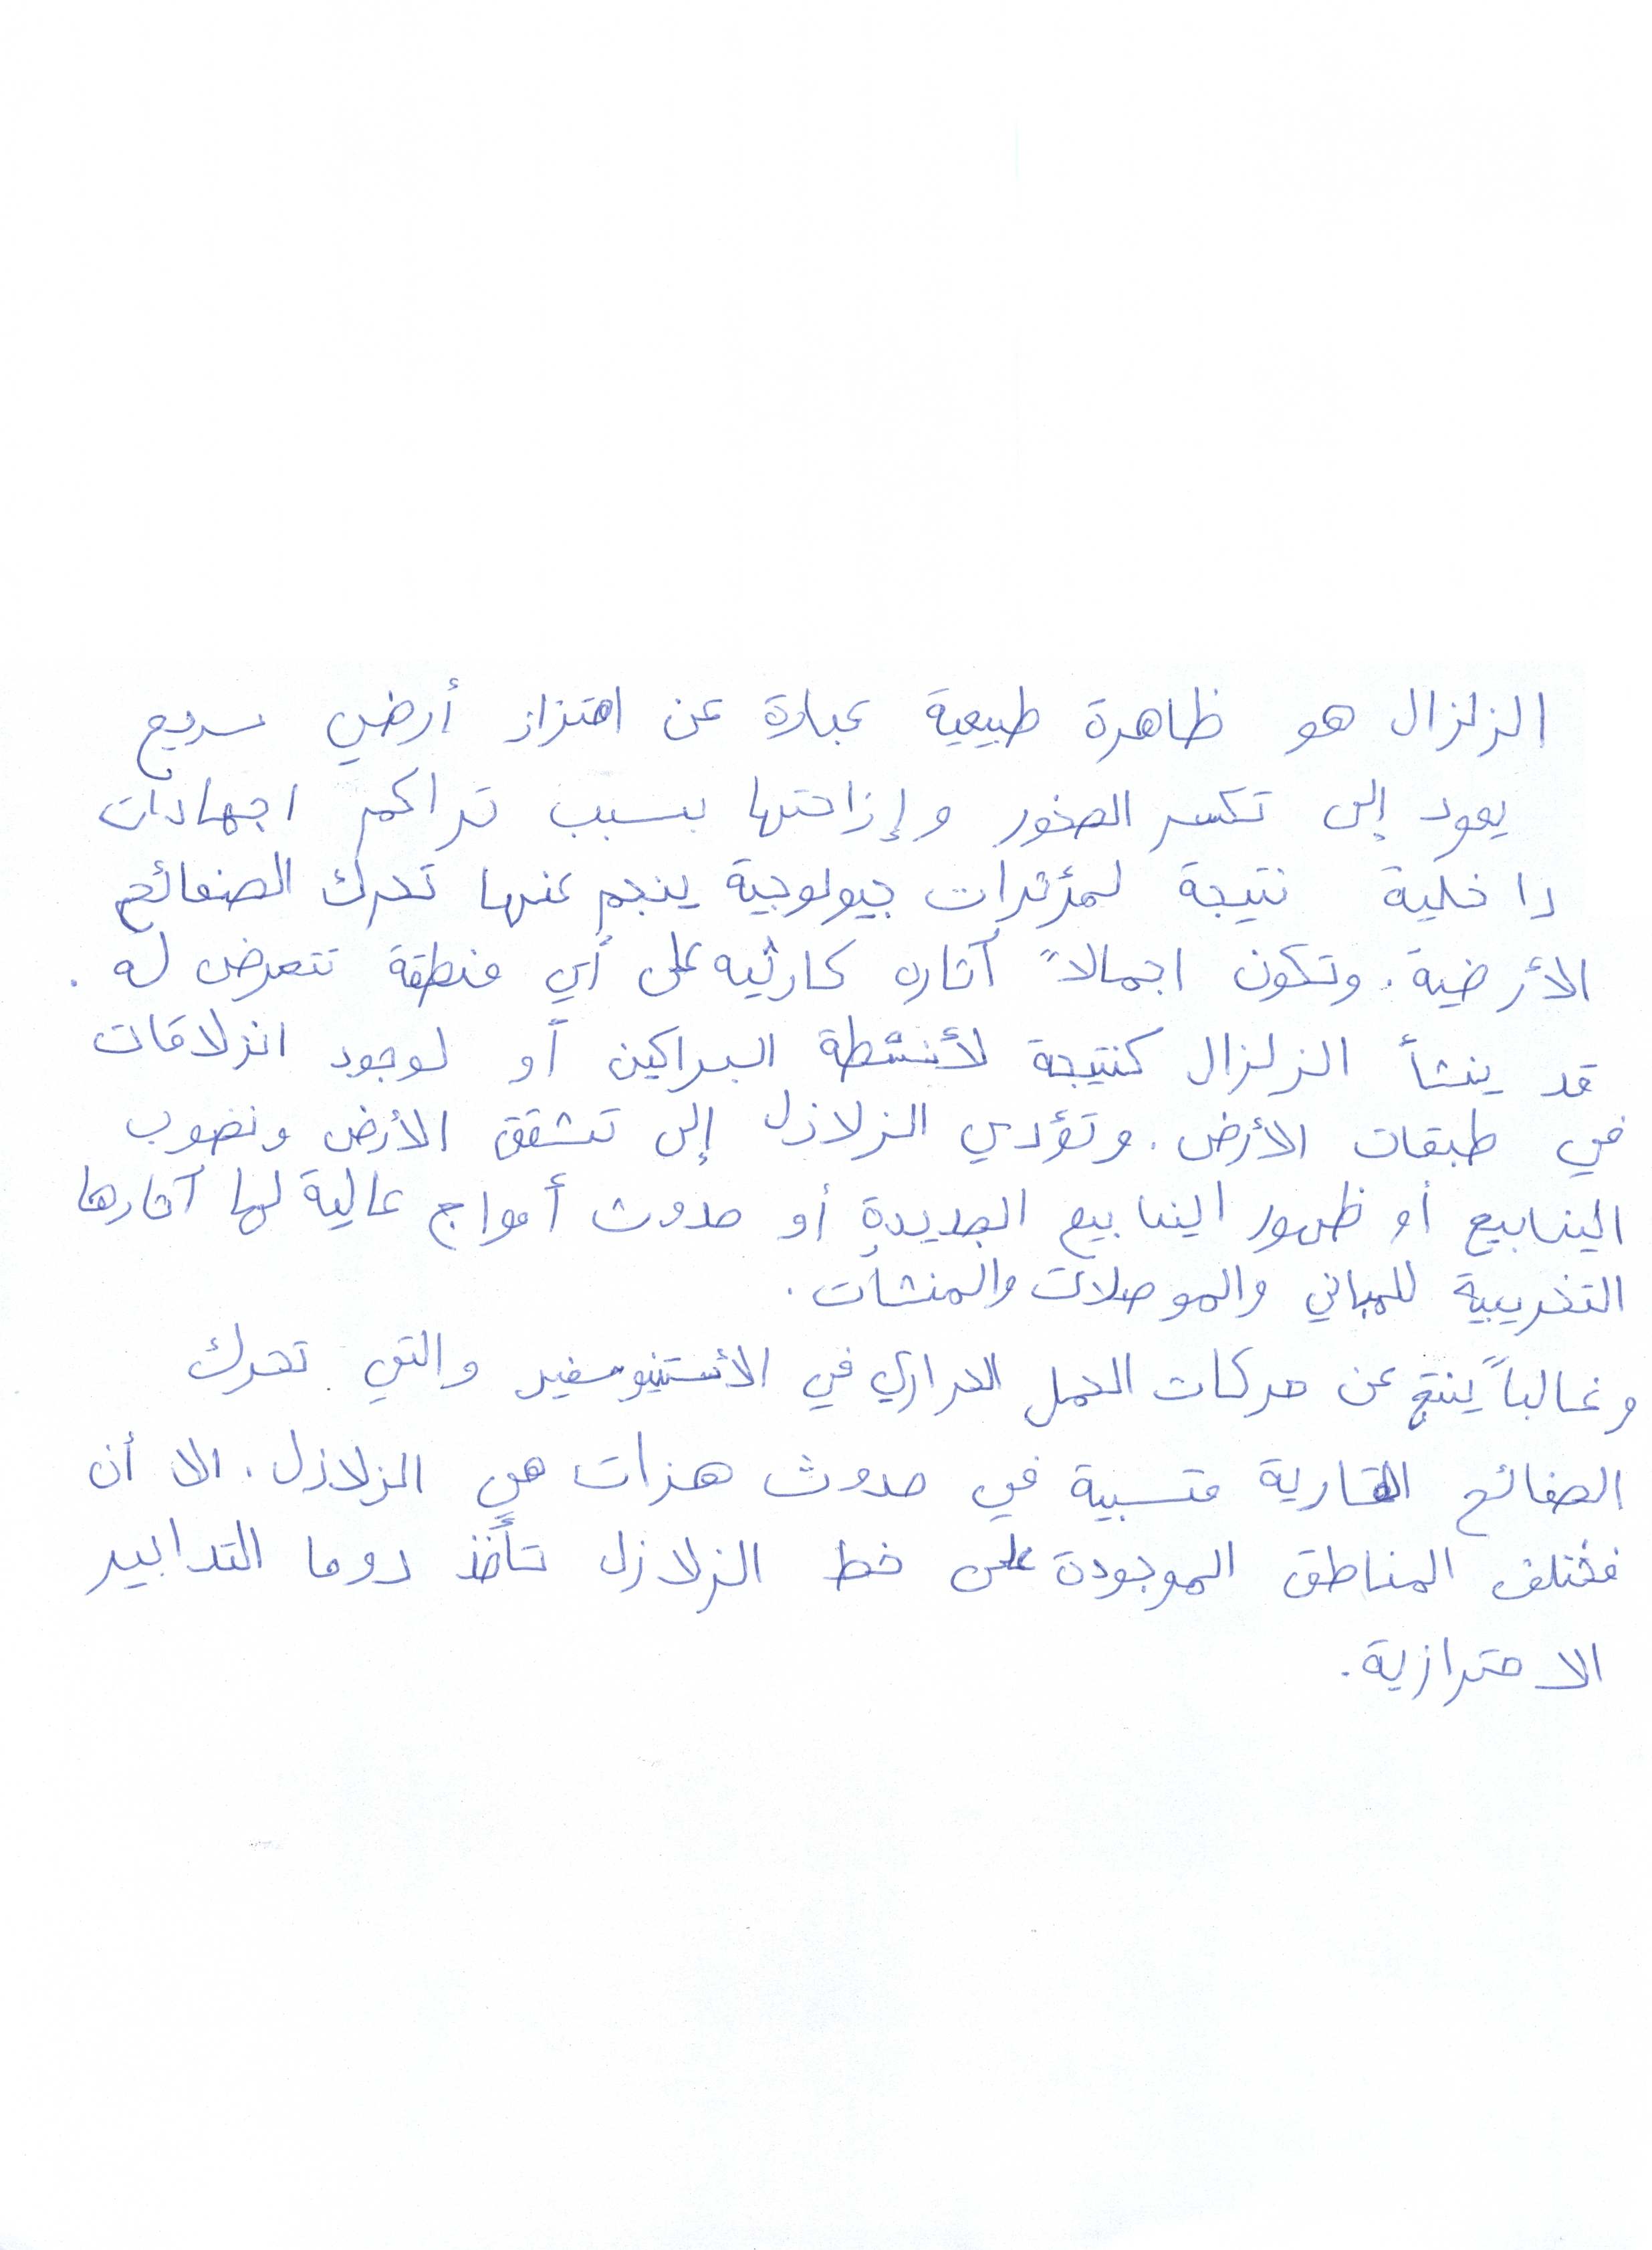 الزلزال هو ظاهرة طبيعية عبارة عن اهتزاز أرضي سريع
يعود إلى تكسر الصخور وإزاحتها بسبب تراكم اجهادات
داخلية نتيجة لمؤثرات جيولوجية ينجم عنها تحرك الصفائح
الأرضية. وتكون اجمالاً آثاره كارثيه على أي منطقة تتعرض له.
قد ينشأ الزلزال كنتيجة لأنشطة البراكين أو لوجود انزلاقات
في طبقات الأرض. وتؤدي الزلازل إلى تشقق الأرض ونضوب
الينابيع أو ظهور الينابيع الجديدة أو حدوث أمواج عالية لها آثارها
التخريبية للمباني والموصلات والمنشآت.
وغالباً ينتج عن حركات الحمل الحراري في الأستنيوسفير والتي تحرك
الصفائح القارية متسببة في حدوث هزات هي الزلازل. الا أن
مختلف المناطق الموجودة على خط الزلازل تأخذ دوما التدابير
الاحترازية.